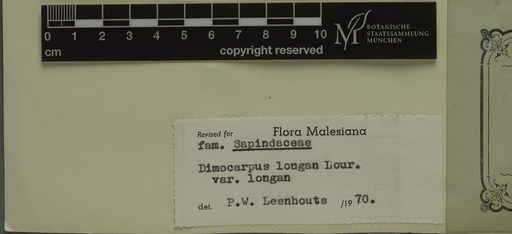 0 1 2 3 4 5 6 7 8 9 10
cm
copyright reserved
BOTANISCHE
STAATSSAMMLUNG
MÜNCHEN
Revised for Flora Malesiana
fam. Sapindaceae
Dimocarpus longan Lour.
var. longan
det. P.W. Leenhouts /1970.